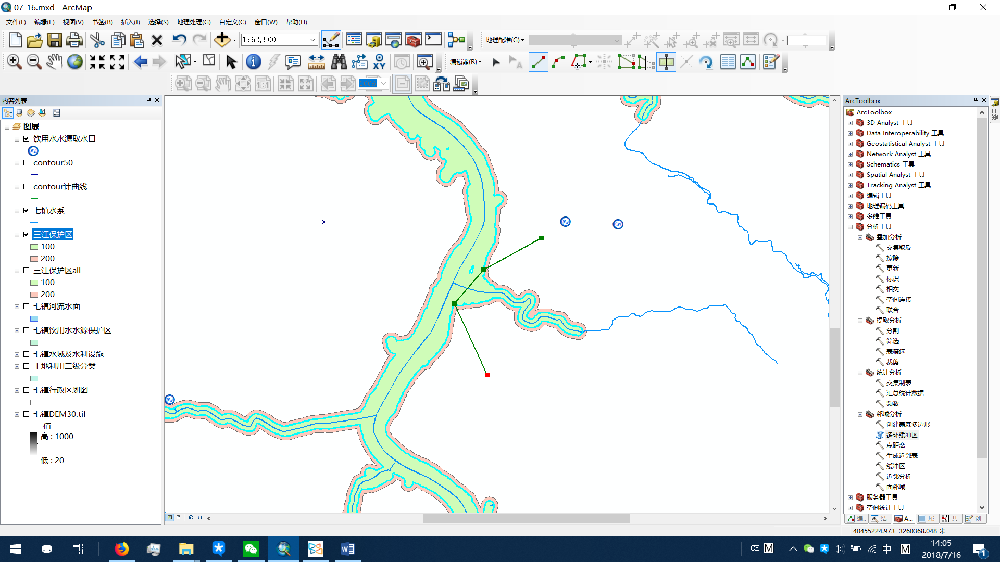 07-16.mxd - ArcMap
文件(F) 编辑(E) 视图(V) 书签(B) 插入(I) 选择(S) 地理处理(G) 自定义(C) 窗口(W) 帮助(H)
1:62,500
地理配准(G)
编辑器(R)
100%
内容列表
图层
饮用水水源取水口
contour50
contour计曲线
七镇水系
三江保护区
100
200
三江保护区all
100
200
七镇河流水面
七镇饮用水水源保护区
七镇水域及水利设施
土地利用二级分类
七镇行政区划图
七镇DEM30.tif
值
高 : 1000
低 : 20
ArcToolbox
ArcToolbox
3D Analyst 工具
Data Interoperability 工具
Geostatistical Analyst 工具
Network Analyst 工具
Schematics 工具
Spatial Analyst 工具
Tracking Analyst 工具
编辑工具
地理编码工具
多维工具
分析工具
叠加分析
交集取反
擦除
更新
标识
相交
空间连接
联合
提取分析
分割
筛选
表筛选
裁剪
统计分析
交集制表
汇总统计数据
频数
邻域分析
创建泰森多边形
多环缓冲区
点距离
生成近邻表
缓冲区
近邻分析
面邻域
服务器工具
空间统计工具
编.. 结 A... 属 共 创
40455224.973 3260368.048 米
CH M
中 M
14:05
2018/7/16
1